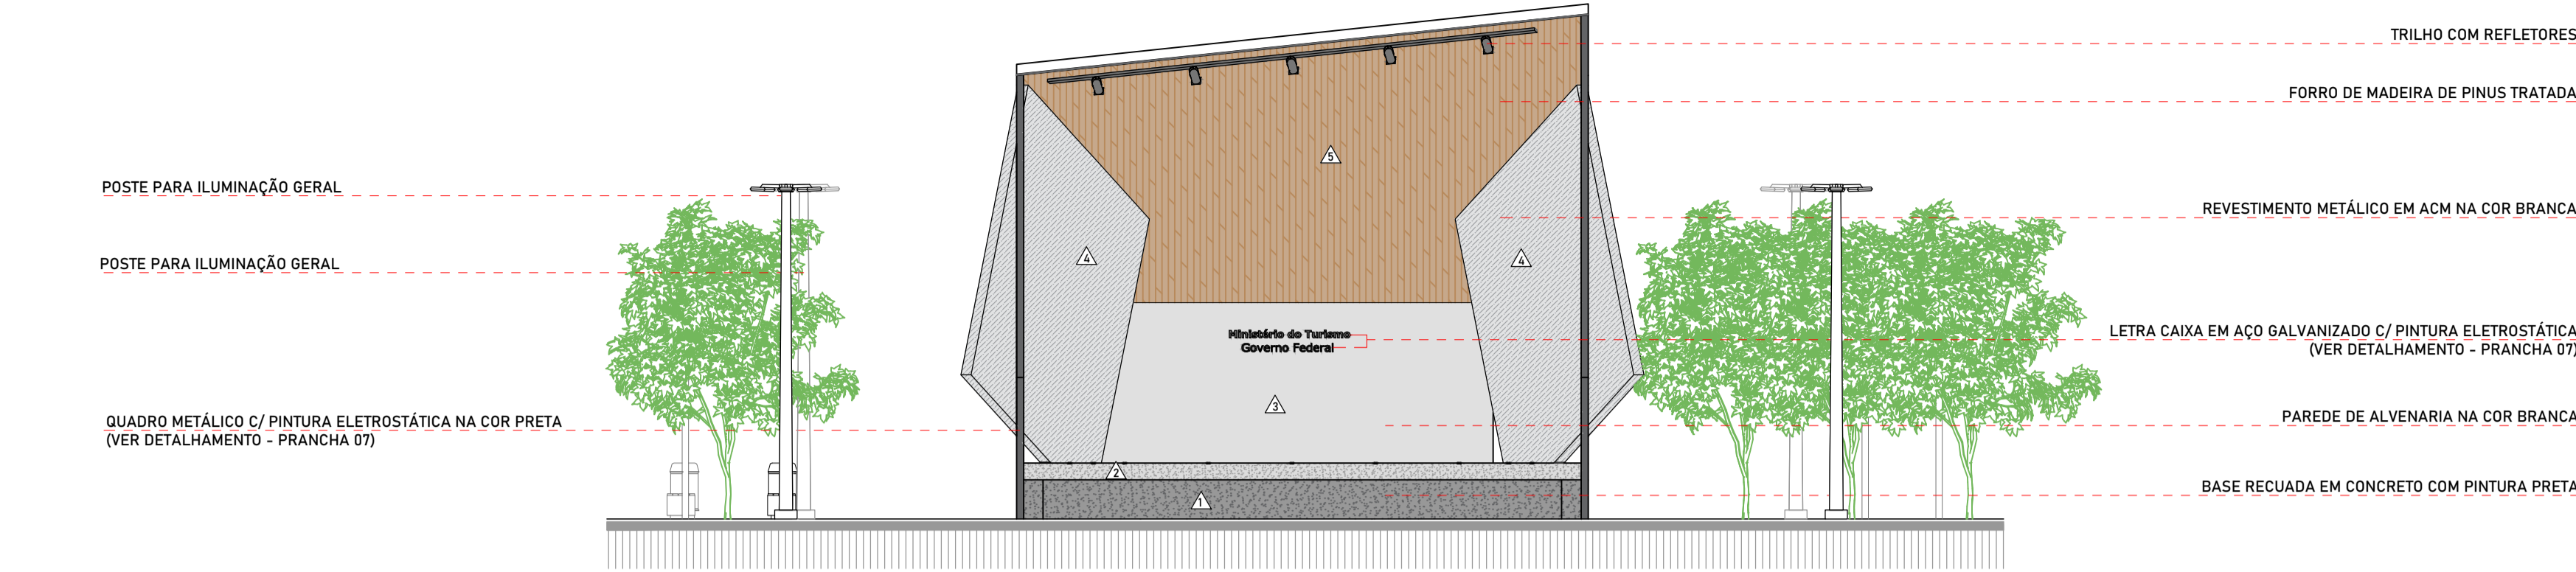 TRILHO COM REFLETORES
FORRO DE MADEIRA DE PINUS TRATADA
5
POSTE PARA ILUMINAÇÃO GERAL
REVESTIMENTO METÁLICO EM ACM NA COR BRANCA
4
4
POSTE PARA ILUMINAÇÃO GERAL
Ministério do Turismo
Governo Federal
LETRA CAIXA EM AÇO GALVANIZADO C/ PINTURA ELETROSTÁTICA
(VER DETALHAMENTO - PRANCHA 07)
3
QUADRO METÁLICO C/ PINTURA ELETROSTÁTICA NA COR PRETA
(VER DETALHAMENTO - PRANCHA 07)
PAREDE DE ALVENARIA NA COR BRANCA
2
1
BASE RECUADA EM CONCRETO COM PINTURA PRETA